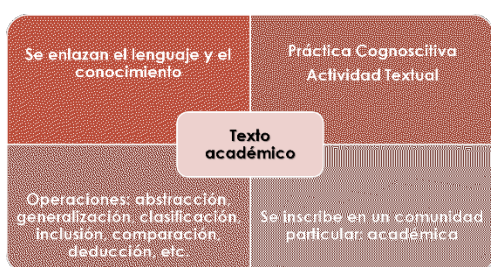 Se enlazan el lenguaje y el
conocimiento
Práctica Cognoscitiva
Actividad Textual
Texto
académico
Operaciones: abstracción,
generalización, clasificación,
inclusión, comparación,
deducción, etc.
Se inscribe en un comunidad
particular: académica